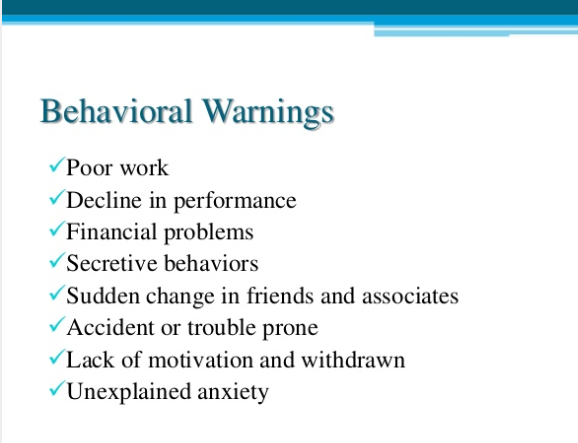 Behavioral Warnings
✓Poor work
✓Decline in performance
✓Financial problems
✓Secretive behaviors
✓Sudden change in friends and associates
✓Accident or trouble prone
✓Lack of motivation and withdrawn
✓Unexplained anxiety